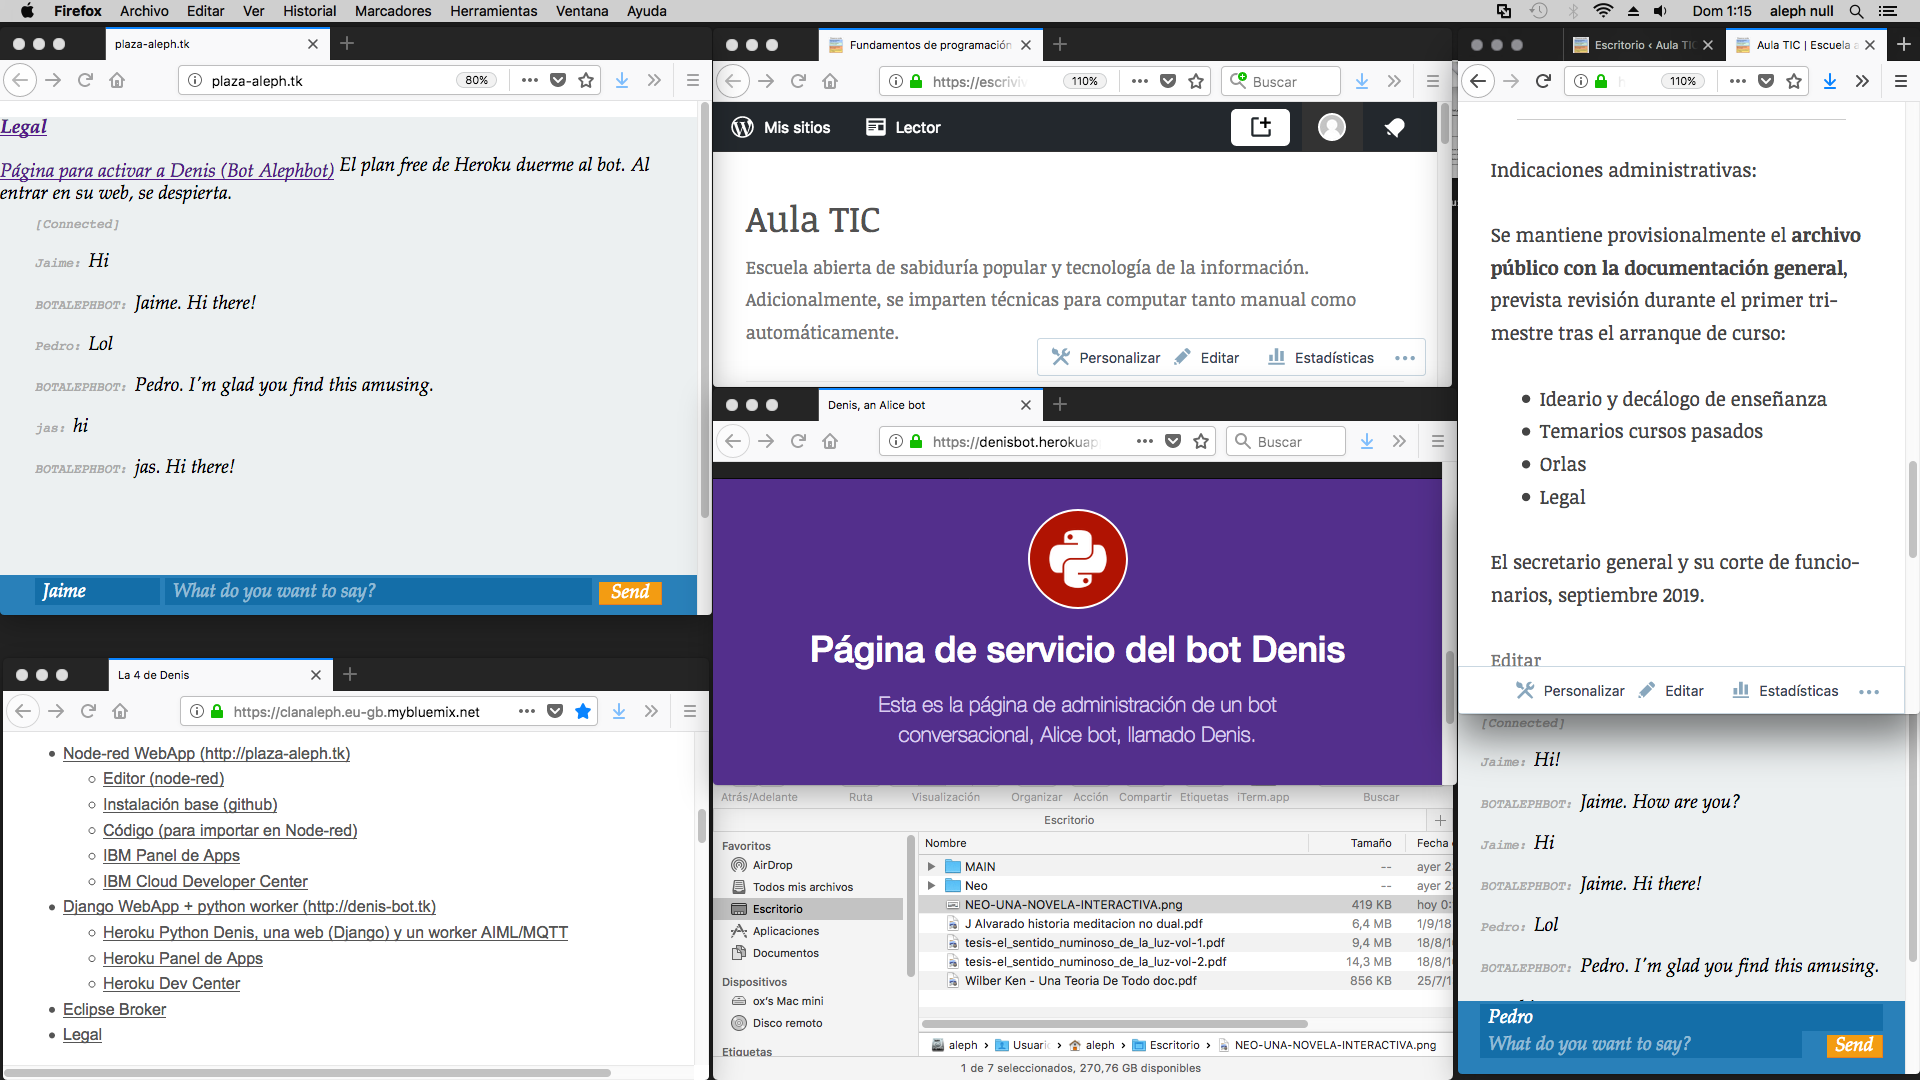 Firefox Archivo Editar Ver Historial Marcadores Herramientas Ventana Ayuda Dom 1:15 aleph null
plaza-aleph.tk
plaza-aleph.tk 80%
Legal
Página para activar a Denis (Bot Alephbot) El plan free de Heroku duerme al bot. Al
entrar en su web, se despierta.
[Connected]
Jaime: Hi
BOTALEPHBOT: Jaime. Hi there!
Pedro: Lol
BOTALEPHBOT: Pedro. I'm glad you find this amusing.
jas: hi
BOTALEPHBOT: jas. Hi there!
Jaime What do you want to say? Send
La 4 de Denis
https://clanaleph.eu-gb.mybluemix.net
Node-red WebApp (http://plaza-aleph.tk)
Editor (node-red)
Instalación base (github)
Código (para importar en Node-red)
IBM Panel de Apps
IBM Cloud Developer Center
Django WebApp + python worker (http://denis-bot.tk)
Heroku Python Denis, una web (Django) y un worker AIML/MQTT
Heroku Panel de Apps
Heroku Dev Center
Eclipse Broker
Legal
Fundamentos de programación
https://escriviv 110% Buscar
Mis sitios Lector
Aula TIC
Escuela abierta de sabiduría popular y tecnología de la información.
Adicionalmente, se imparten técnicas para computar tanto manual como
automáticamente.
Personalizar Editar Estadísticas
Denis, an Alice bot
https://denisbot.herokuap Buscar
Página de servicio del bot Denis
Esta es la página de administración de un bot
conversacional, Alice bot, llamado Denis.
Atrás/Adelante Ruta Visualización Organizar Acción Compartir Etiquetas iTerm.app Buscar
Escritorio
Favoritos
AirDrop
Todos mis archivos
Escritorio
Aplicaciones
Documentos
Dispositivos
ox's Mac mini
Disco remoto
Etiquetas
Nombre Tamaño Fecha
MAIN -- ayer 2
Neo -- ayer 2
NEO-UNA-NOVELA-INTERACTIVA.png 419 KB hoy 0:
J Alvarado historia meditacion no dual.pdf 6,4 MB 1/9/18
tesis-el_sentido_numinoso_de_la_luz-vol-1.pdf 9,4 MB 18/8/1
tesis-el_sentido_numinoso_de_la_luz-vol-2.pdf 14,3 MB 18/8/1
Wilber Ken - Una Teoria De Todo doc.pdf 856 KB 25/7/1
aleph › Usuari › aleph › Escritorio › NEO-UNA-NOVELA-INTERACTIVA.png
1 de 7 seleccionados, 270,76 GB disponibles
Escritorio ‹ Aula TIC Aula TIC | Escuela a
110%
Indicaciones administrativas:
Se mantiene provisionalmente el archivo
público con la documentación general,
prevista revisión durante el primer tri-
mestre tras el arranque de curso:
Ideario y decálogo de enseñanza
Temarios cursos pasados
Orlas
Legal
El secretario general y su corte de funcio-
narios, septiembre 2019.
Editar
Personalizar Editar Estadísticas
[Connected]
Jaime: Hi!
BOTALEPHBOT: Jaime. How are you?
Jaime: Hi
BOTALEPHBOT: Jaime. Hi there!
Pedro: Lol
BOTALEPHBOT: Pedro. I'm glad you find this amusing.
Pedro
What do you want to say? Send